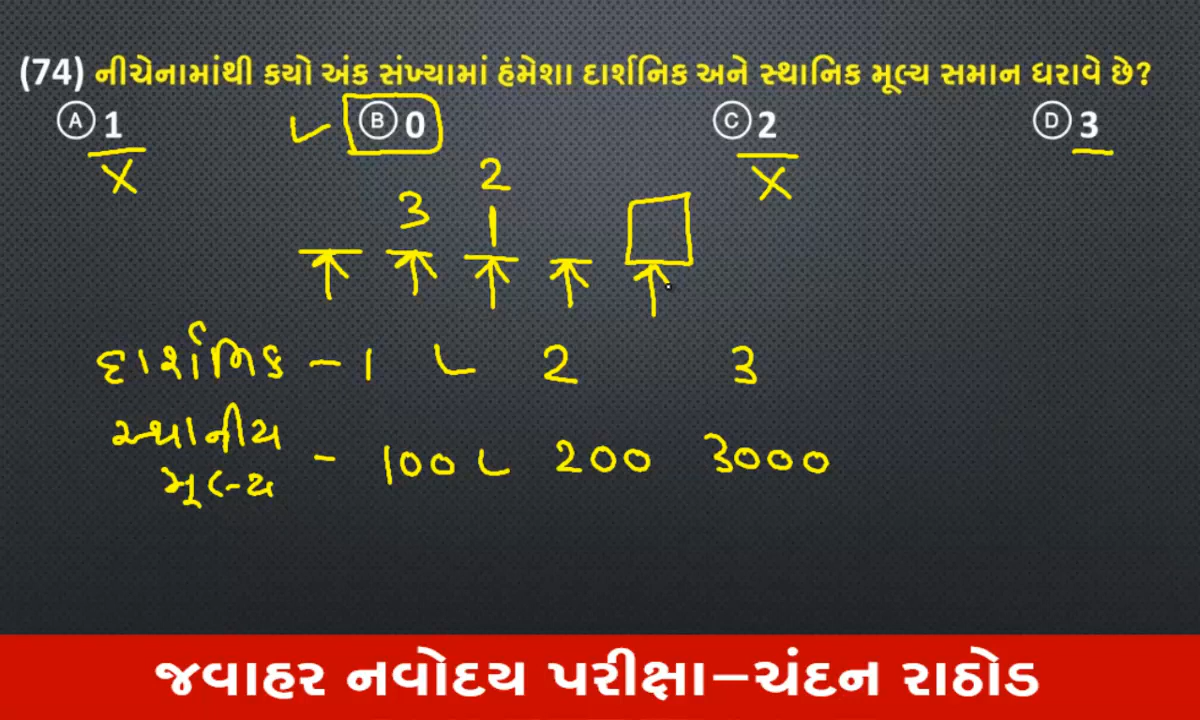 (74) નીચેનામાંથી કયો અંક સંખ્યામાં હંમેશા દાર્શનિક અને સ્થાનિક મૂલ્ય સમાન ધરાવે છે?
Ⓐ 1 Ⓑ 0 Ⓒ 2 Ⓓ 3
2
3 1
દાર્શનિક - 1 2 3
સ્થાનીય - 100 200 3000
મૂલ્ય
જવાહર નવોદય પરીક્ષા–ચંદન રાઠોડ